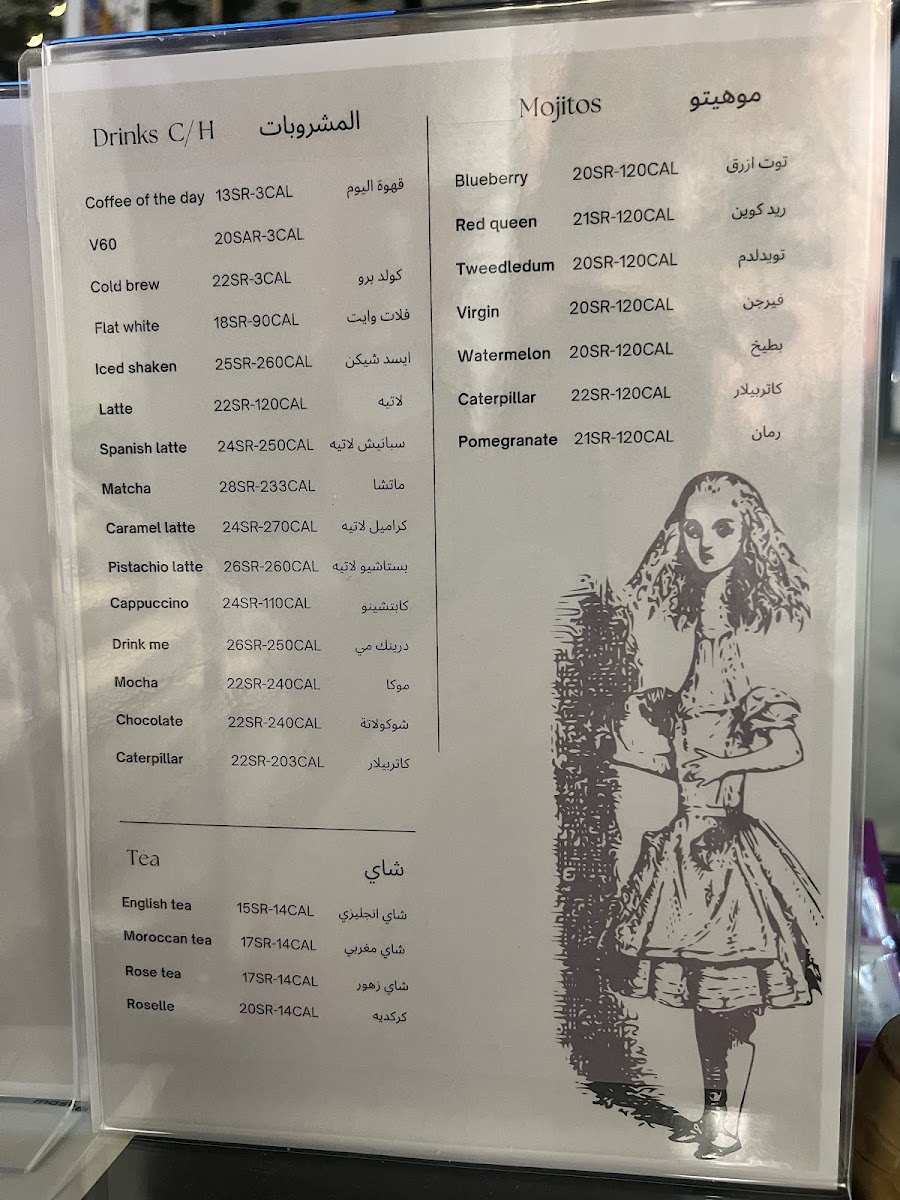 Drinks C/H المشروبات
Coffee of the day 13SR-3CAL قهوة اليوم
V60 20SAR-3CAL
Cold brew 22SR-3CAL كولد برو
Flat white 18SR-90CAL فلات وايت
Iced shaken 25SR-260CAL ايسد شيكن
Latte 22SR-120CAL لاتيه
Spanish latte 24SR-250CAL سبانيش لاتيه
Matcha 28SR-233CAL ماتشا
Caramel latte 24SR-270CAL كراميل لاتيه
Pistachio latte 26SR-260CAL بستاشيو لاتيه
Cappuccino 24SR-110CAL كابتشينو
Drink me 26SR-250CAL درينك مي
Mocha 22SR-240CAL موكا
Chocolate 22SR-240CAL شوكولاتة
Caterpillar 22SR-203CAL كاتربيلار
Tea شاي
English tea 15SR-14CAL شاي انجليزي
Moroccan tea 17SR-14CAL شاي مغربي
Rose tea 17SR-14CAL شاي زهور
Roselle 20SR-14CAL كركديه
Mojitos موهيتو
Blueberry 20SR-120CAL توت ازرق
Red queen 21SR-120CAL ريد كوين
Tweedledum 20SR-120CAL تويدلدم
Virgin 20SR-120CAL فيرجن
Watermelon 20SR-120CAL بطيخ
Caterpillar 22SR-120CAL كاتربيلار
Pomegranate 21SR-120CAL رمان